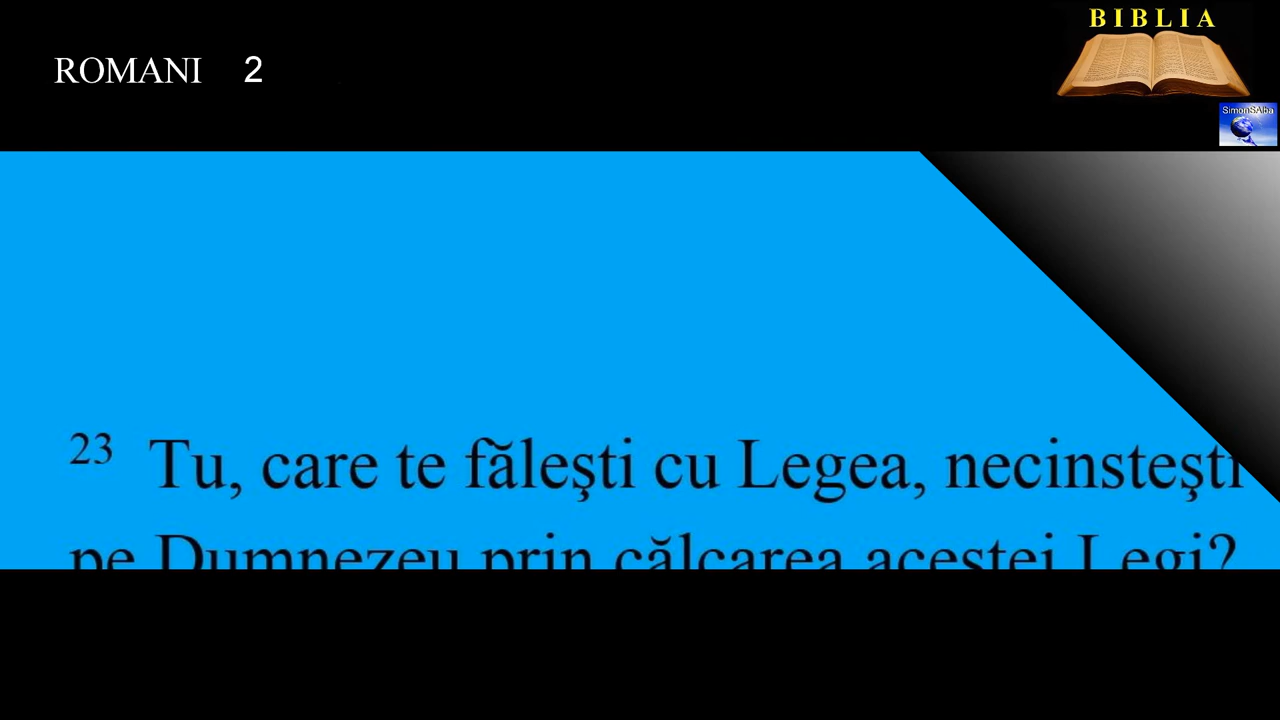 BIBLIA
ROMANI 2
SimonSAlba
23 Tu, care te făleşti cu Legea, necinsteşti
pe Dumnezeu prin călcarea acestei Legi?